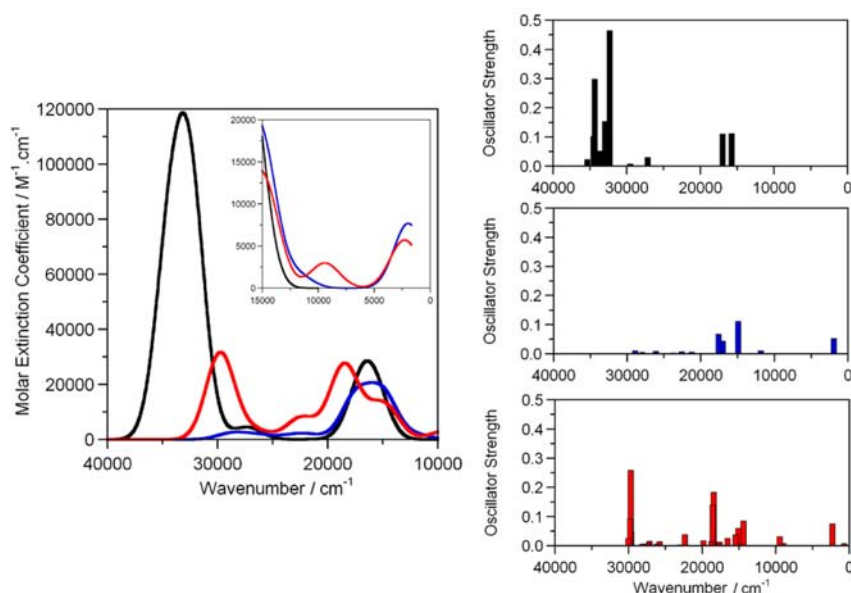 Molar Extinction Coefficient / M⁻¹.cm⁻¹
120000
100000
80000
60000
40000
20000
0
40000 30000 20000 10000
Wavenumber / cm⁻¹
20000
15000
10000
5000
0
15000 10000 5000 0
Oscillator Strength
0.5
0.4
0.3
0.2
0.1
0.0
40000 30000 20000 10000 0
Oscillator Strength
0.5
0.4
0.3
0.2
0.1
0.0
40000 30000 20000 10000 0
Oscillator Strength
0.5
0.4
0.3
0.2
0.1
0.0
40000 30000 20000 10000 0
Wavenumber / cm⁻¹